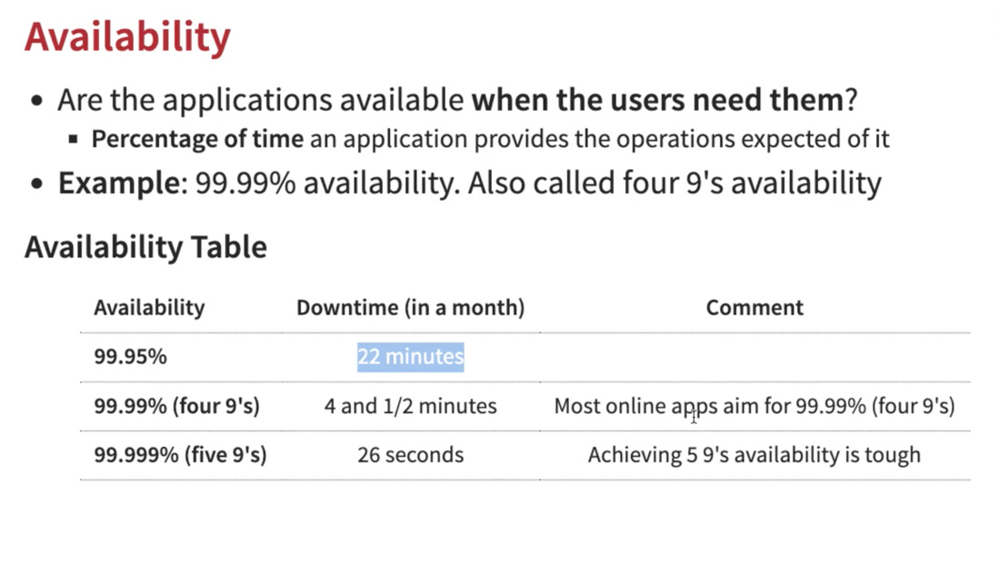 Availability
• Are the applications available when the users need them?
▪ Percentage of time an application provides the operations expected of it
• Example: 99.99% availability. Also called four 9's availability
Availability Table
Availability Downtime (in a month) Comment
99.95% 22 minutes
99.99% (four 9's) 4 and 1/2 minutes Most online apps aim for 99.99% (four 9's)
99.999% (five 9's) 26 seconds Achieving 5 9's availability is tough